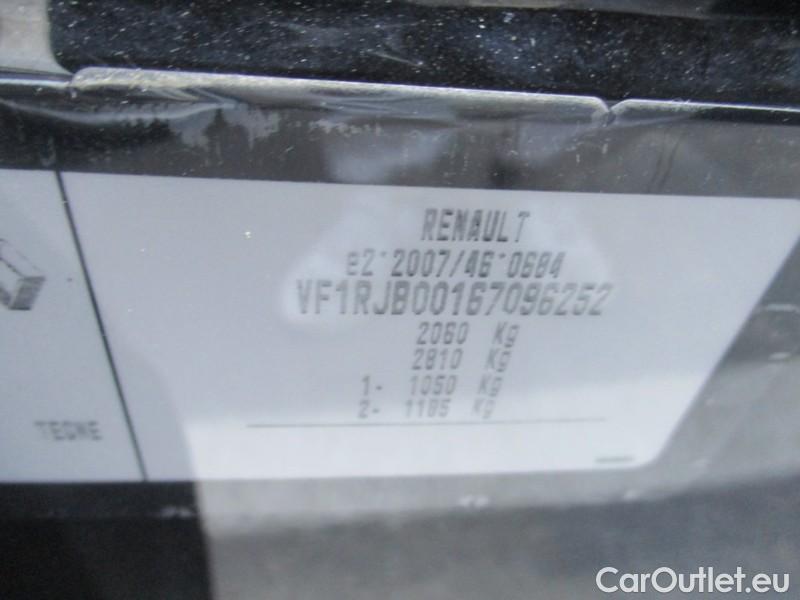 RENAULT
e2*2007/46*0684
VF1RJB00167096252
2060 Kg
2810 Kg
1- 1050 Kg
2- 1185 Kg
TECNE
CarOutlet.eu